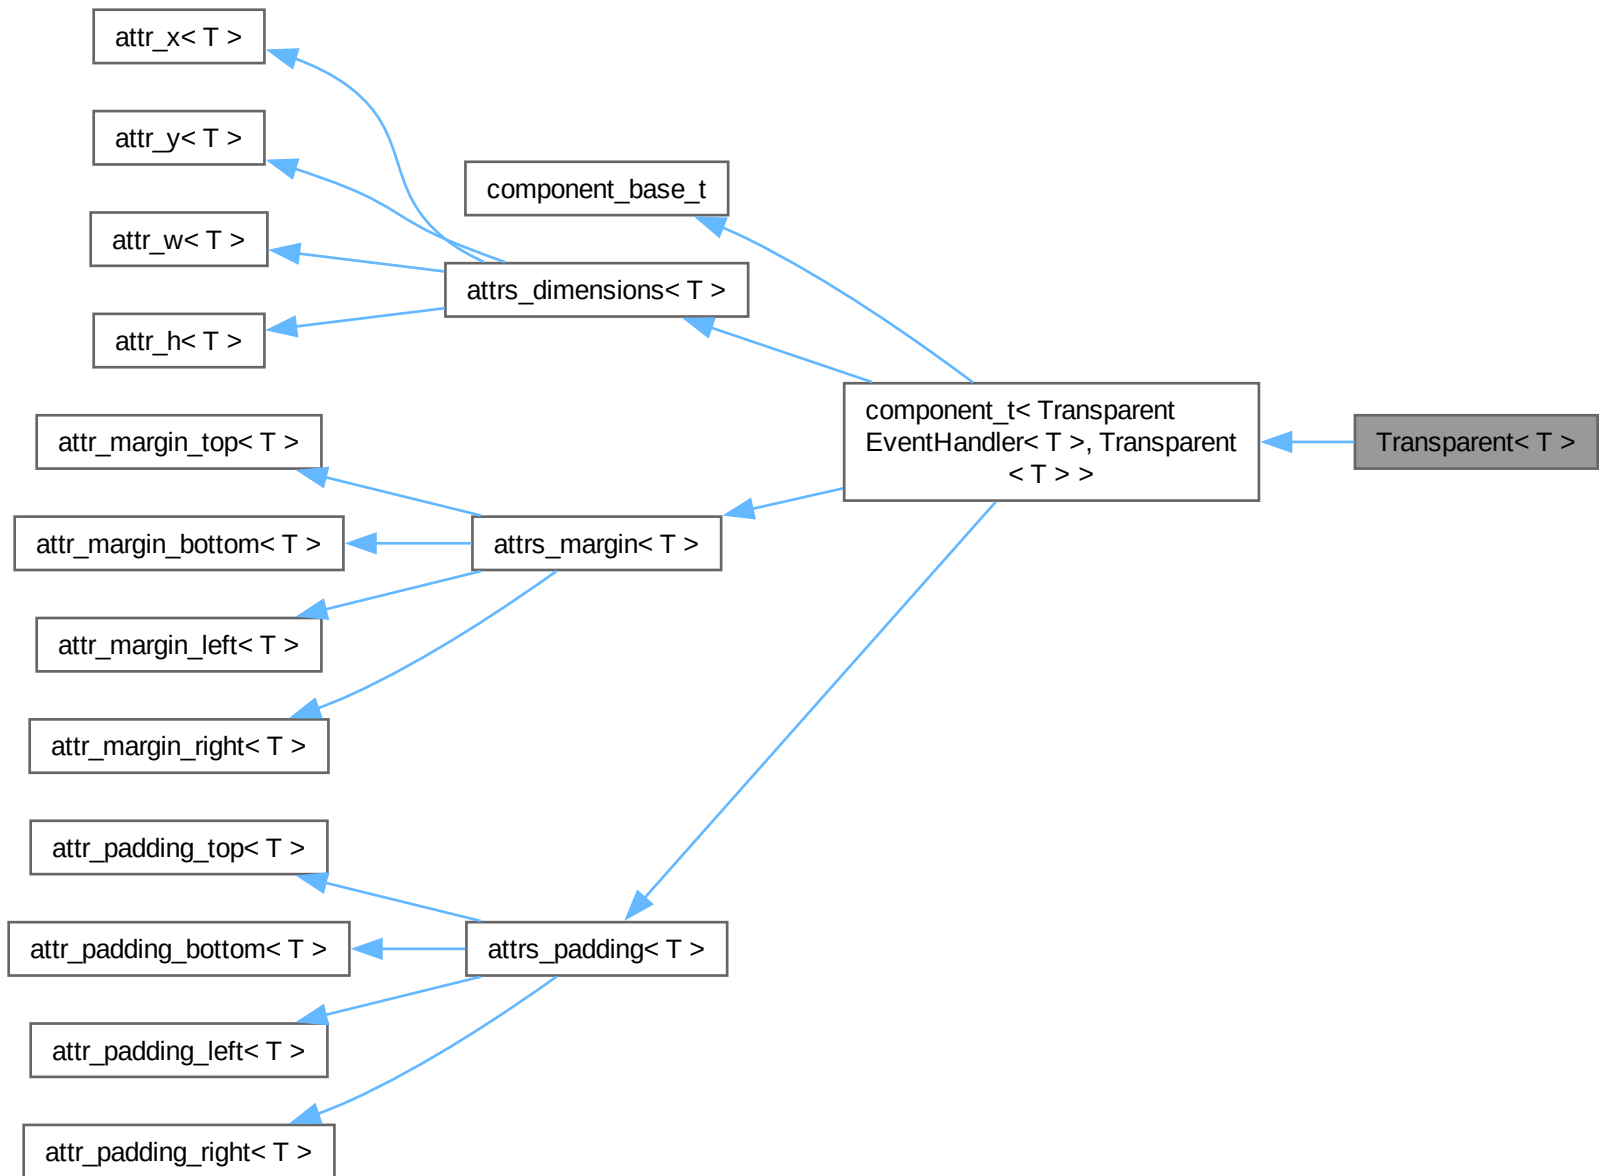 attr_x< T >
attr_y< T >
component_base_t
attr_w< T >
attrs_dimensions< T >
attr_h< T >
component_t< Transparent
EventHandler< T >, Transparent
< T > >
Transparent< T >
attr_margin_top< T >
attr_margin_bottom< T >
attrs_margin< T >
attr_margin_left< T >
attr_margin_right< T >
attr_padding_top< T >
attr_padding_bottom< T >
attrs_padding< T >
attr_padding_left< T >
attr_padding_right< T >